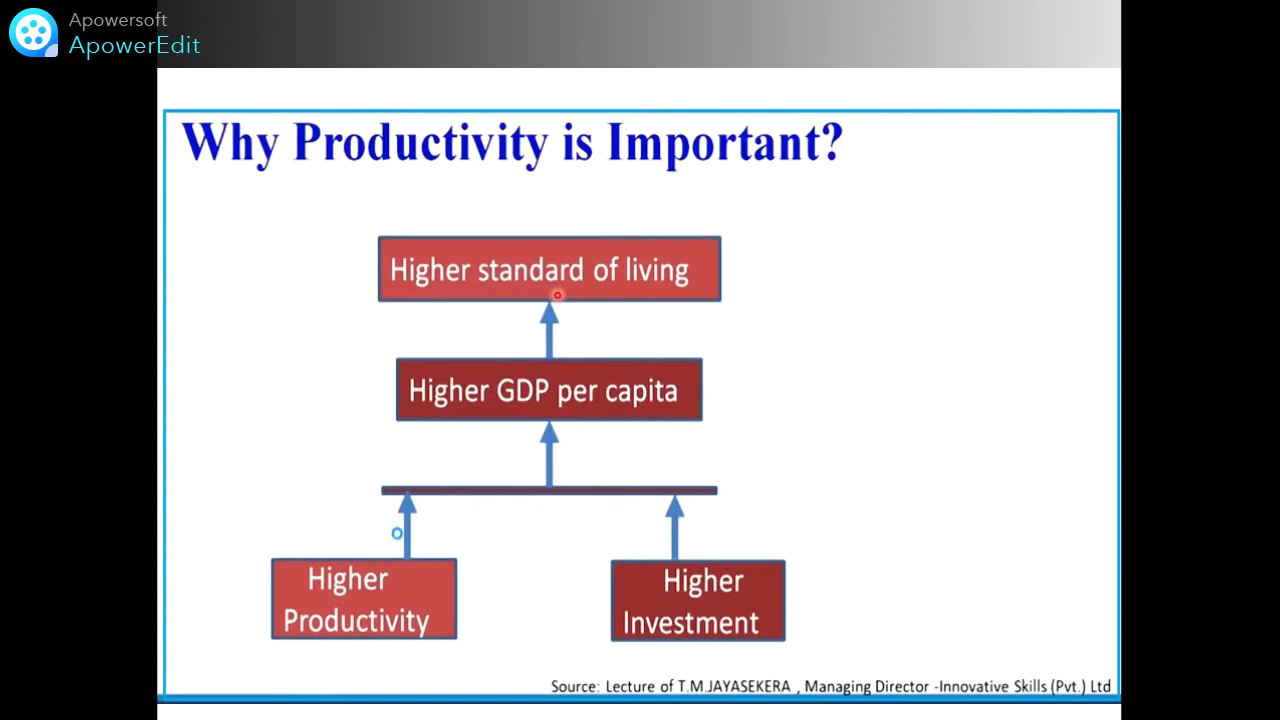 Apowersoft
ApowerEdit
Why Productivity is Important?
Higher standard of living
Higher GDP per capita
Higher
Productivity
Higher
Investment
Source: Lecture of T.M.JAYASEKERA , Managing Director -Innovative Skills (Pvt.) Ltd